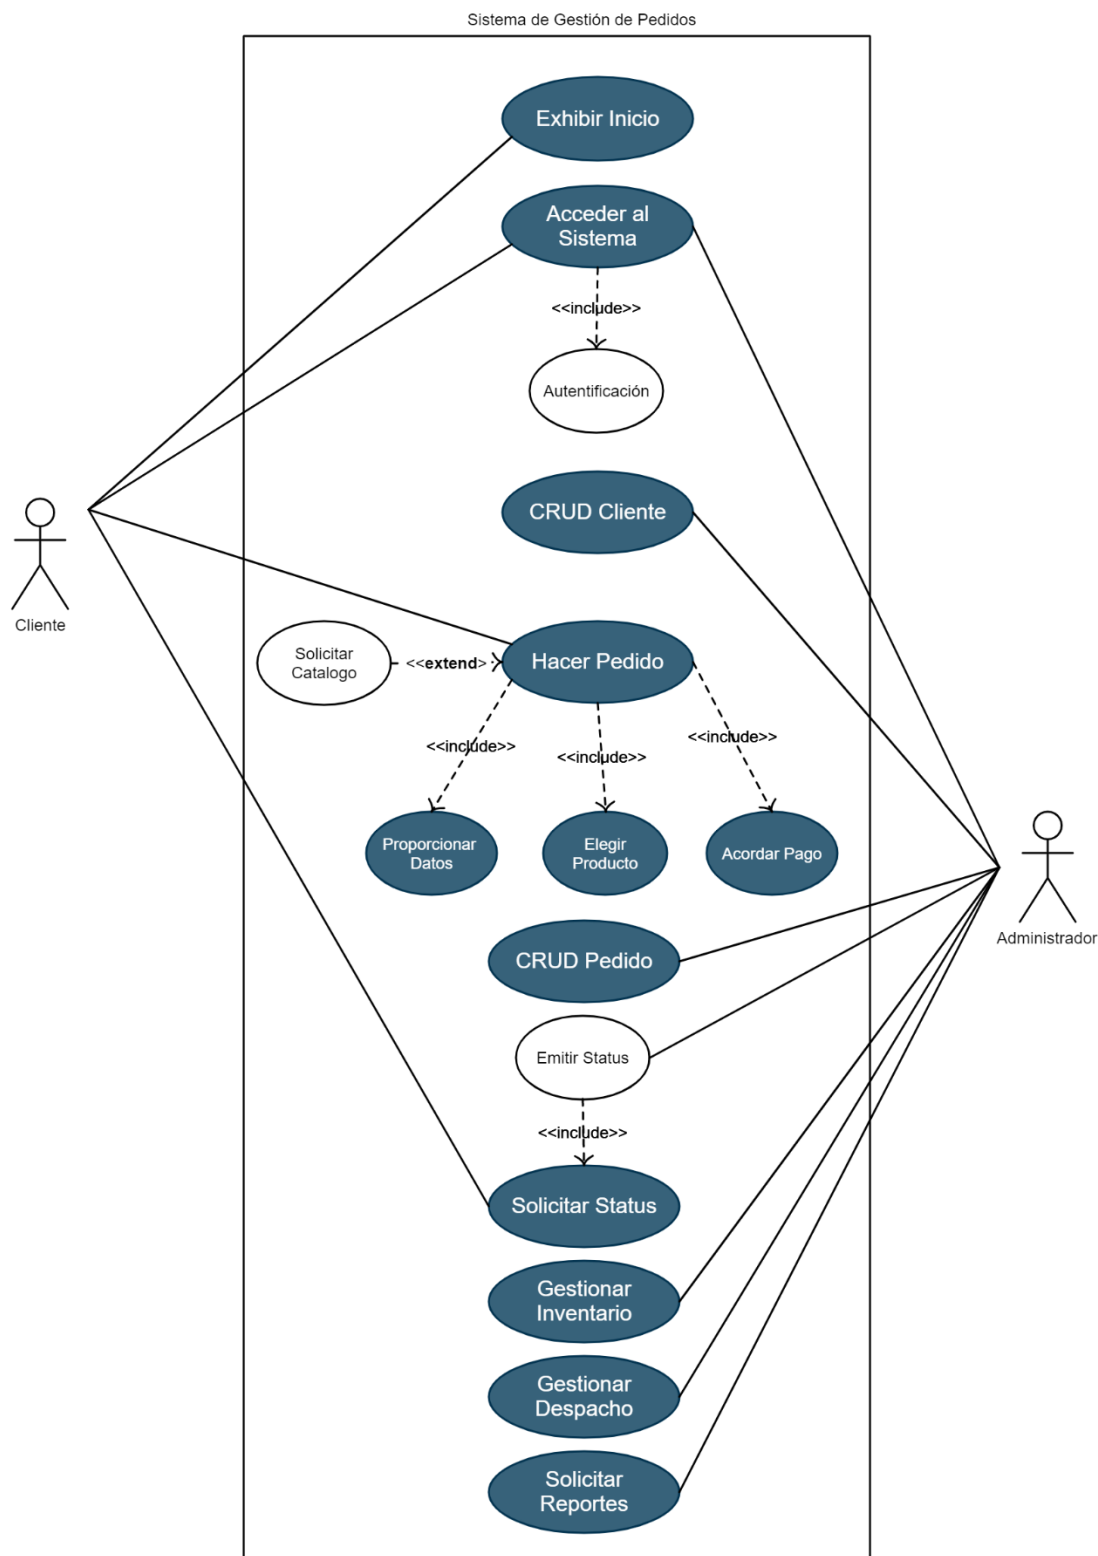 Sistema de Gestión de Pedidos
Exhibir Inicio
Acceder al
Sistema
<<include>>
Autentificación
CRUD Cliente
Cliente
Solicitar
Catalogo
<<extend>
Hacer Pedido
<<include>>
<<include>>
<<include>>
Proporcionar
Datos
Elegir
Producto
Acordar Pago
Administrador
CRUD Pedido
Emitir Status
<<include>>
Solicitar Status
Gestionar
Inventario
Gestionar
Despacho
Solicitar
Reportes